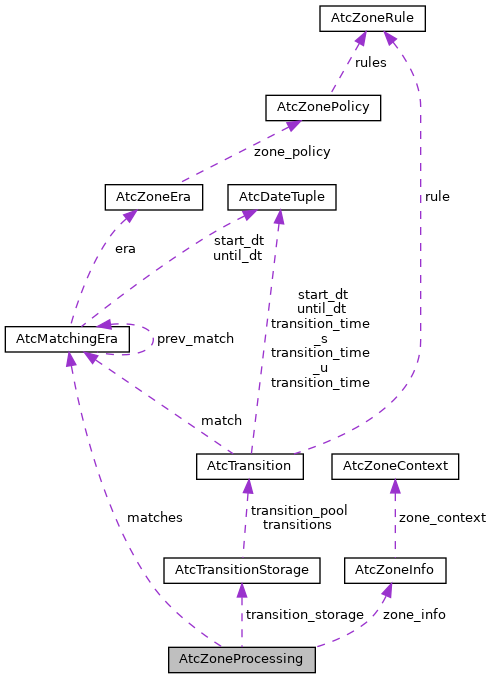 AtcZoneRule
rules
AtcZonePolicy
zone_policy
rule
AtcZoneEra
AtcDateTuple
era
start_dt
until_dt
start_dt
until_dt
transition_time
_s
transition_time
_u
transition_time
AtcMatchingEra
prev_match
match
AtcTransition
AtcZoneContext
matches
transition_pool
transitions
zone_context
AtcTransitionStorage
AtcZoneInfo
transition_storage
zone_info
AtcZoneProcessing